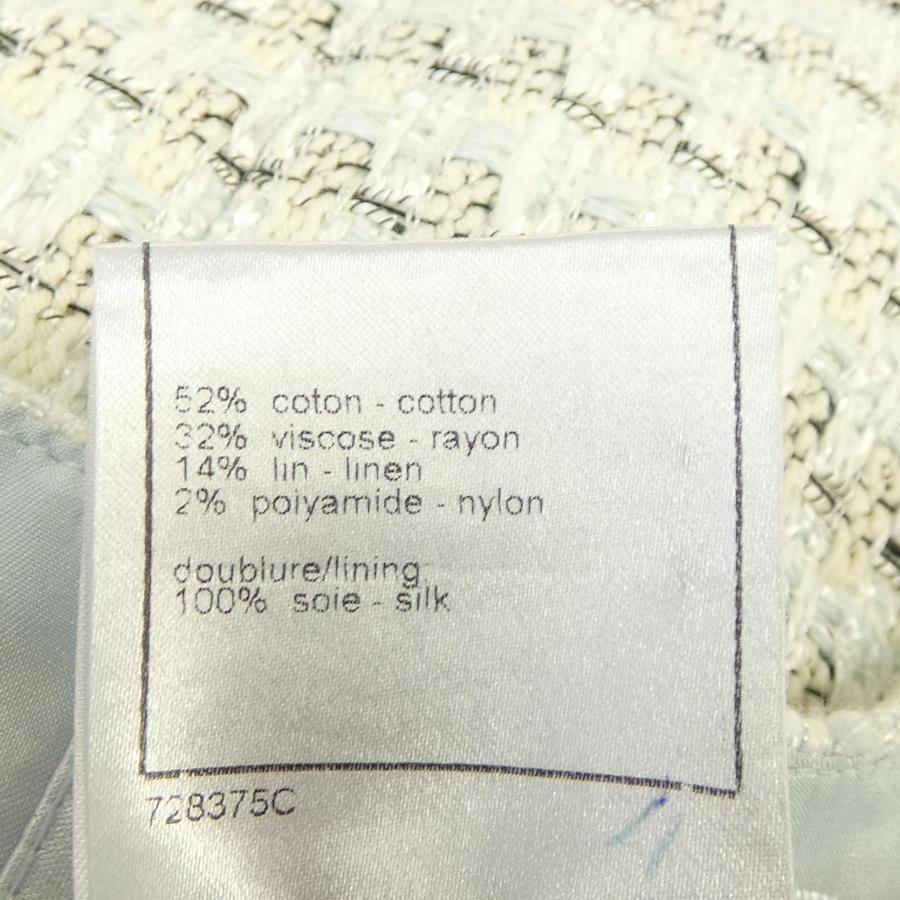 52% coton - cotton
32% viscose - rayon
14% lin - linen
2% polyamide - nylon
doublure/lining:
100% soie - silk
728375C